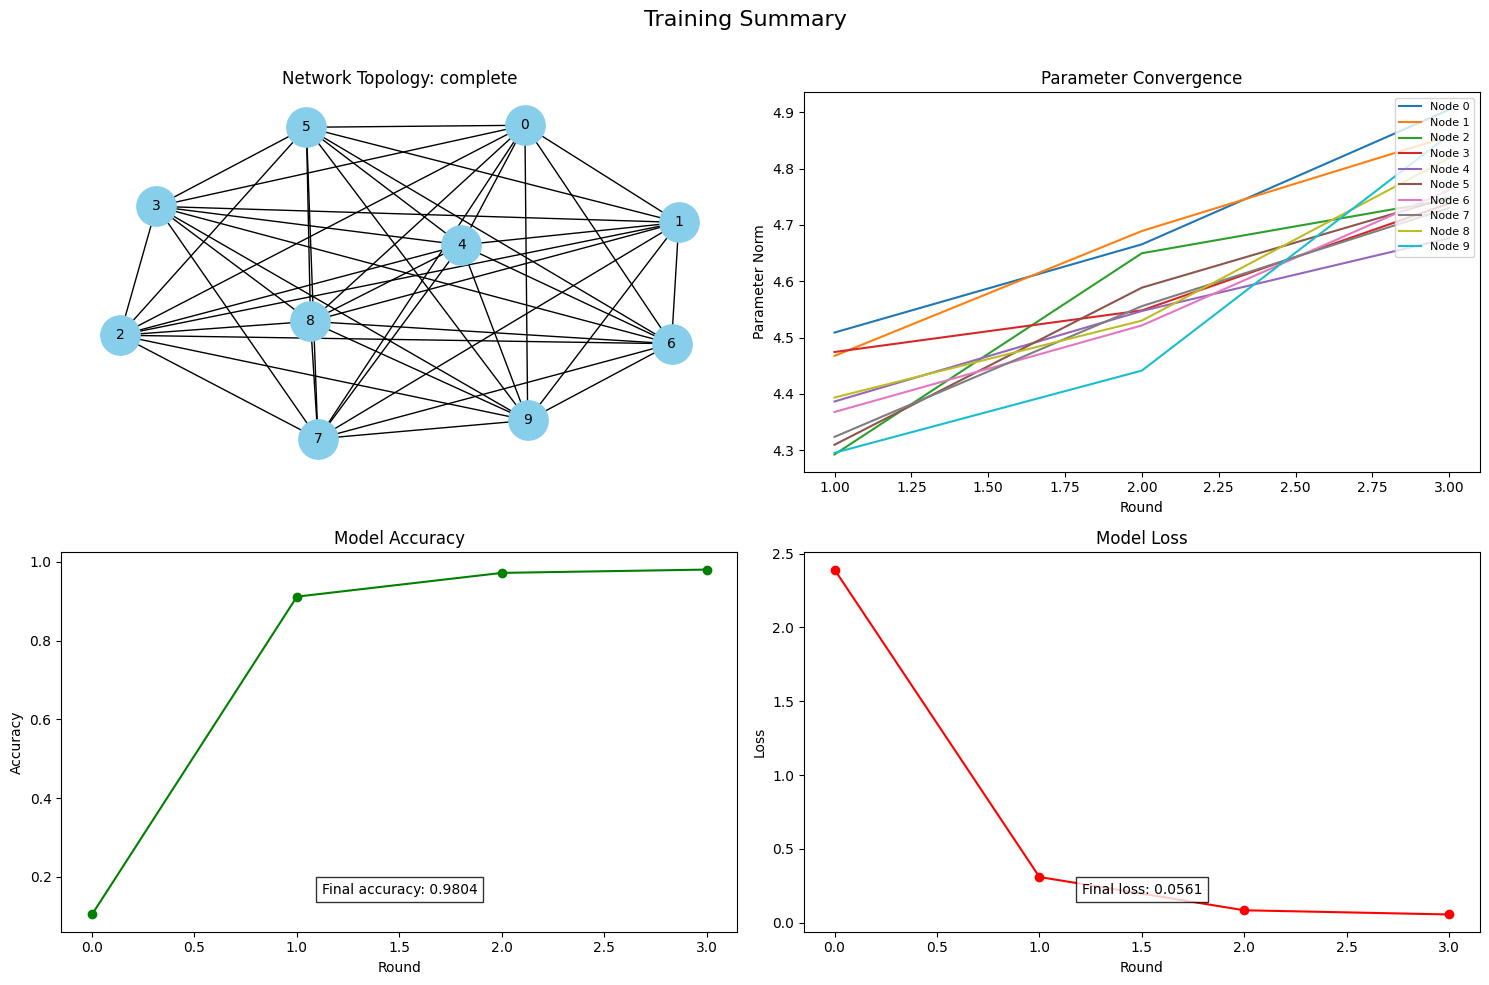 Training Summary
Network Topology: complete
5
0
3
1
4
8
2
6
9
7
Parameter Convergence
Parameter Norm
4.9
4.8
4.7
4.6
4.5
4.4
4.3
Node 0
Node 1
Node 2
Node 3
Node 4
Node 5
Node 6
Node 7
Node 8
Node 9
1.00 1.25 1.50 1.75 2.00 2.25 2.50 2.75 3.00
Round
Model Accuracy
Accuracy
1.0
0.8
0.6
0.4
0.2
Final accuracy: 0.9804
0.0 0.5 1.0 1.5 2.0 2.5 3.0
Round
Model Loss
Loss
2.5
2.0
1.5
1.0
0.5
0.0
Final loss: 0.0561
0.0 0.5 1.0 1.5 2.0 2.5 3.0
Round